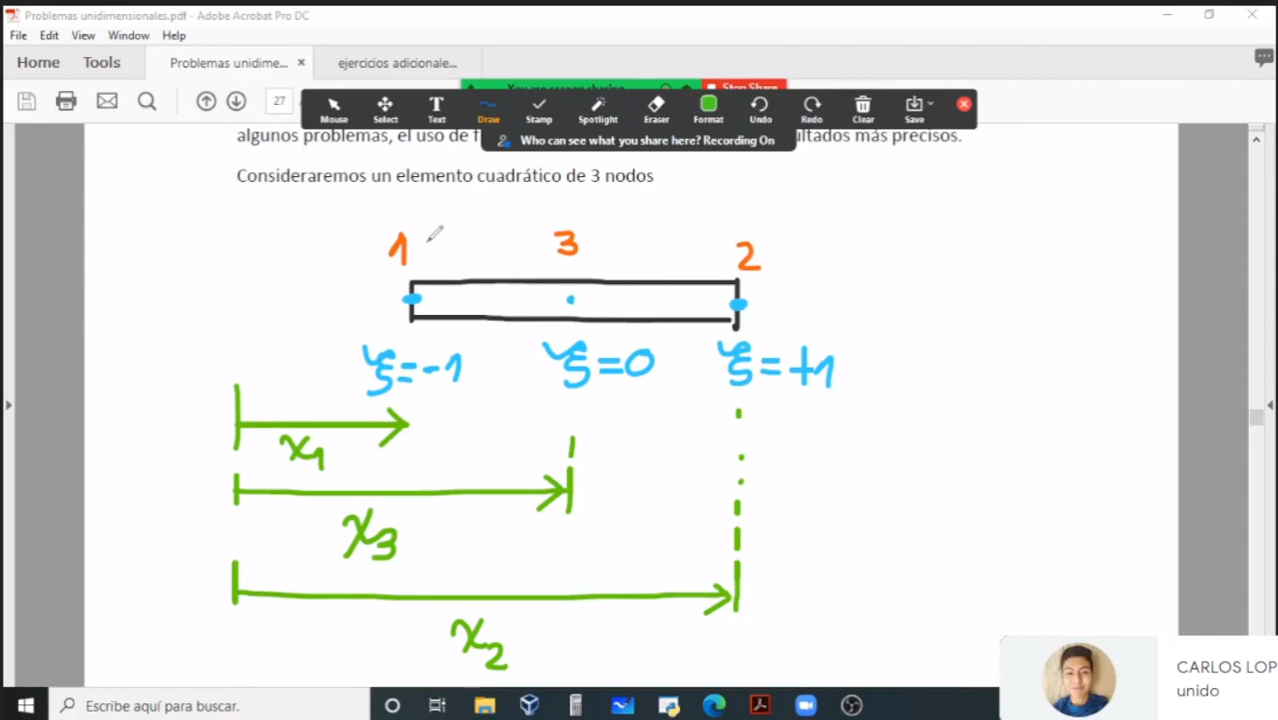 Problemas unidimensionales.pdf - Adobe Acrobat Pro DC
File Edit View Window Help
Home Tools Problemas unidime... × ejercicios adicionale...
27
Mouse Select Text Draw Stamp Spotlight Eraser Format Undo Redo Clear Save
Who can see what you share here? Recording On
algunos problemas, el uso de f
ultados más precisos.
Consideraremos un elemento cuadrático de 3 nodos
1 3 2
ξ=-1 ξ=0 ξ=+1
x1
x3
x2
CARLOS LOP
unido
Escribe aquí para buscar.